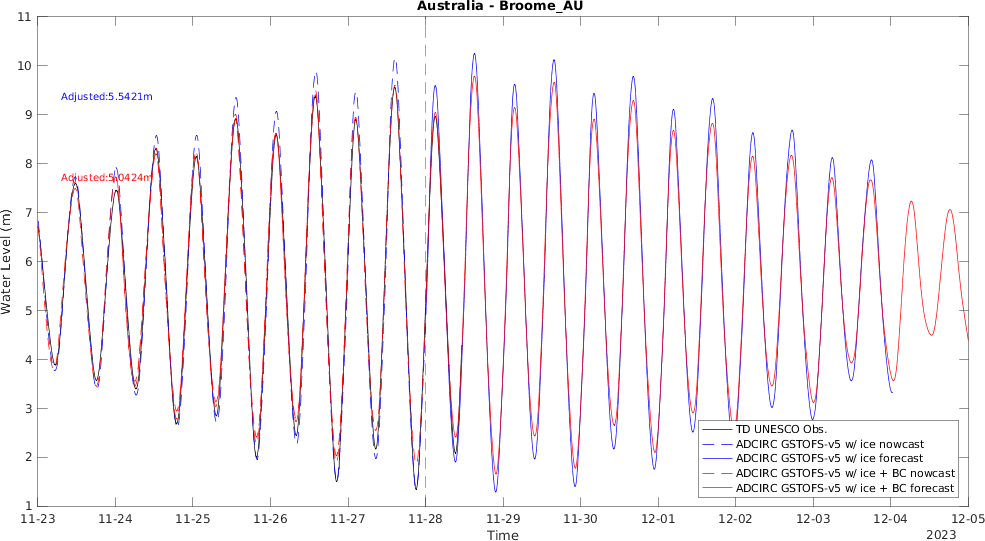 Australia - Broome_AU
11
10
9
8
7
6
5
4
3
2
1
Water Level (m)
Adjusted:5.5421m
Adjusted:5.0424m
TD UNESCO Obs.
ADCIRC GSTOFS-v5 w/ ice nowcast
ADCIRC GSTOFS-v5 w/ ice forecast
ADCIRC GSTOFS-v5 w/ ice + BC nowcast
ADCIRC GSTOFS-v5 w/ ice + BC forecast
11-23 11-24 11-25 11-26 11-27 11-28 11-29 11-30 12-01 12-02 12-03 12-04 12-05
Time
2023